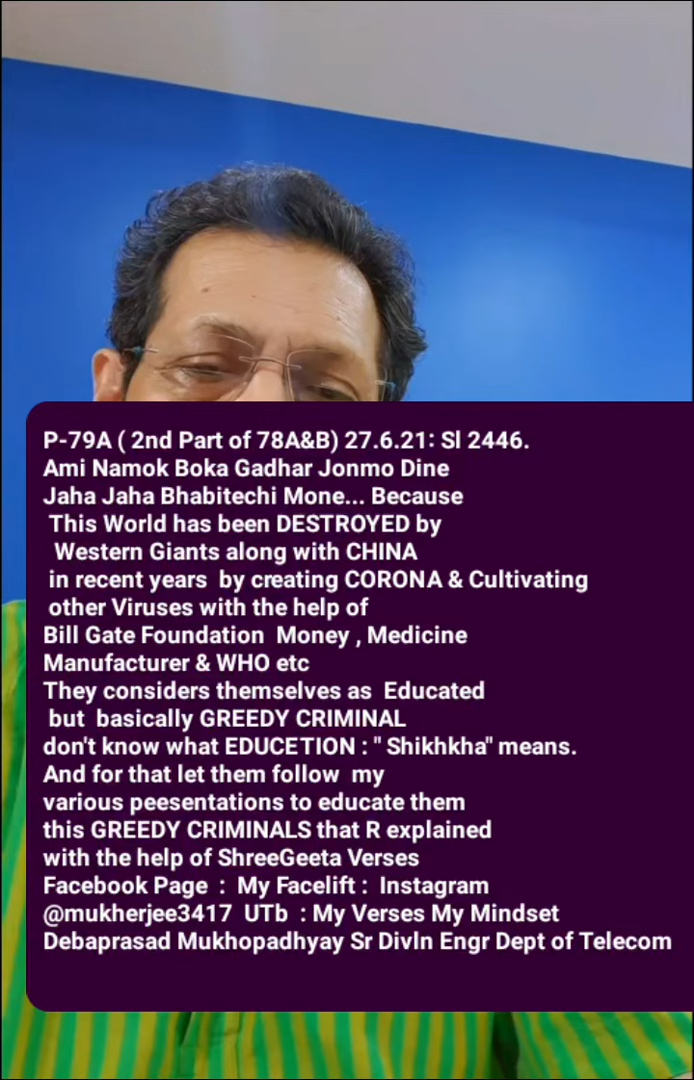 P-79A ( 2nd Part of 78A&B) 27.6.21: Sl 2446.
Ami Namok Boka Gadhar Jonmo Dine
Jaha Jaha Bhabitechi Mone... Because
This World has been DESTROYED by
Western Giants along with CHINA
in recent years by creating CORONA & Cultivating
other Viruses with the help of
Bill Gate Foundation Money , Medicine
Manufacturer & WHO etc
They considers themselves as Educated
but basically GREEDY CRIMINAL
don't know what EDUCETION : " Shikhkha" means.
And for that let them follow my
various peesentations to educate them
this GREEDY CRIMINALS that R explained
with the help of ShreeGeeta Verses
Facebook Page : My Facelift : Instagram
@mukherjee3417 UTb : My Verses My Mindset
Debaprasad Mukhopadhyay Sr Divln Engr Dept of Telecom